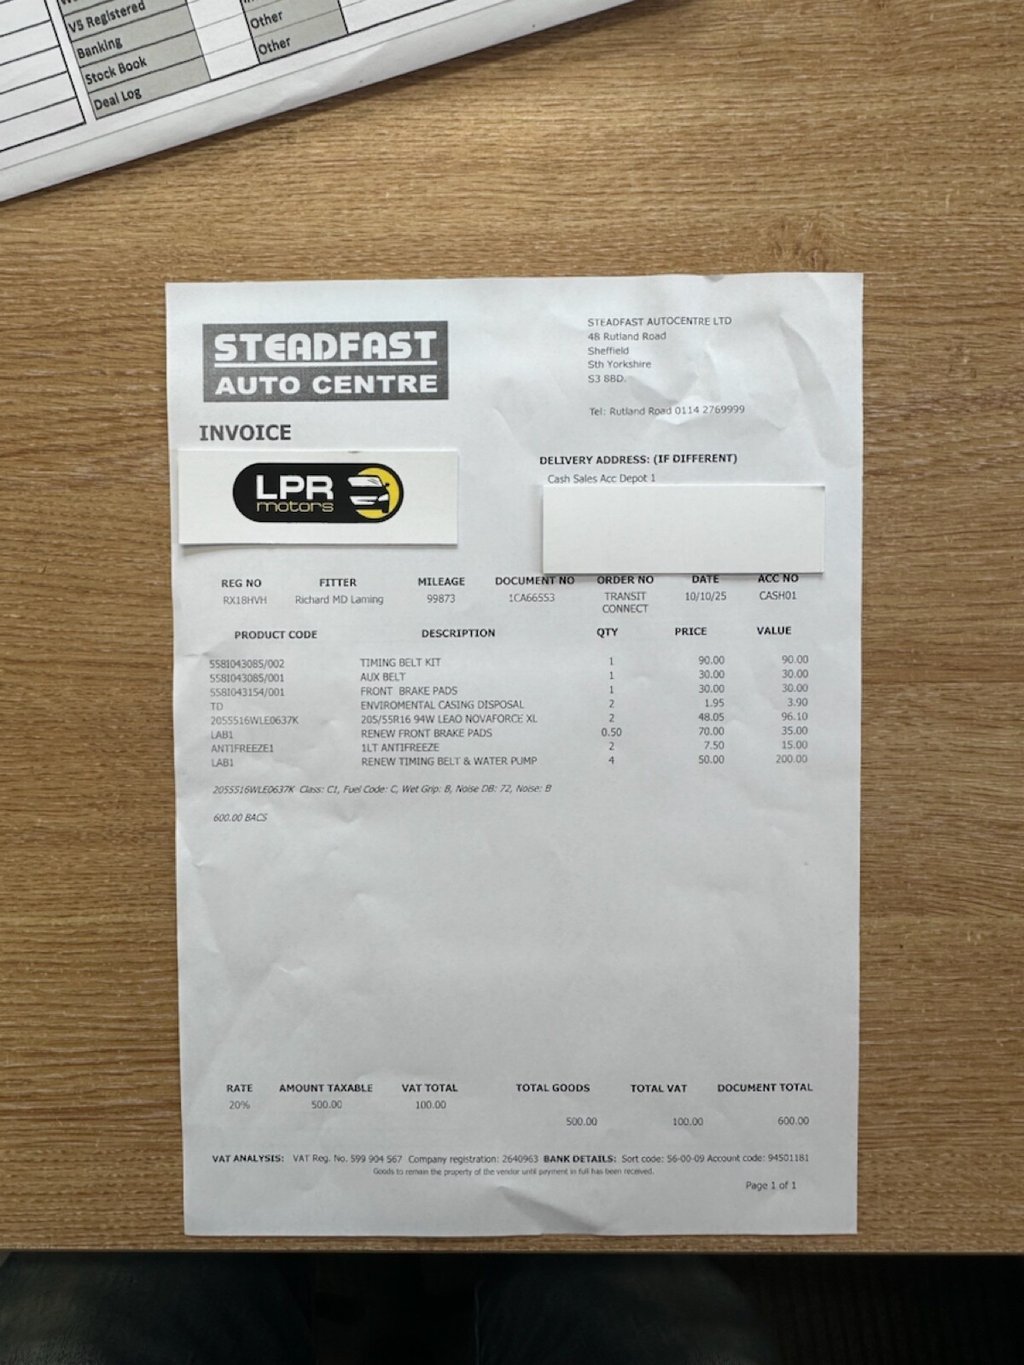 V5 Registered
Banking
Stock Book
Deal Log
Other
Other
STEADFAST
AUTO CENTRE
STEADFAST AUTOCENTRE LTD
48 Rutland Road
Sheffield
Sth Yorkshire
S3 8BD.
Tel: Rutland Road 0114 2769999
INVOICE
LPR
motors
DELIVERY ADDRESS: (IF DIFFERENT)
Cash Sales Acc Depot 1
REG NO FITTER MILEAGE DOCUMENT NO ORDER NO DATE ACC NO
RX18HVH Richard MD Laming 99873 1CA66553 TRANSIT CONNECT 10/10/25 CASH01
PRODUCT CODE DESCRIPTION QTY PRICE VALUE
5581043085/002 TIMING BELT KIT 1 90.00 90.00
5581043085/001 AUX BELT 1 30.00 30.00
5581043154/001 FRONT BRAKE PADS 1 30.00 30.00
TD ENVIROMENTAL CASING DISPOSAL 2 1.95 3.90
2055516WLE0637K 205/55R16 94W LEAO NOVAFORCE XL 2 48.05 96.10
LAB1 RENEW FRONT BRAKE PADS 0.50 70.00 35.00
ANTIFREEZE1 1LT ANTIFREEZE 2 7.50 15.00
LAB1 RENEW TIMING BELT & WATER PUMP 4 50.00 200.00
2055516WLE0637K Class: C1, Fuel Code: C, Wet Grip: B, Noise DB: 72, Noise: B
600.00 BACS
RATE AMOUNT TAXABLE VAT TOTAL TOTAL GOODS TOTAL VAT DOCUMENT TOTAL
20% 500.00 100.00
500.00 100.00 600.00
VAT ANALYSIS: VAT Reg. No. 599 904 567 Company registration: 2640963 BANK DETAILS: Sort code: 56-00-09 Account code: 94501181
Goods to remain the property of the vendor until payment in full has been received.
Page 1 of 1